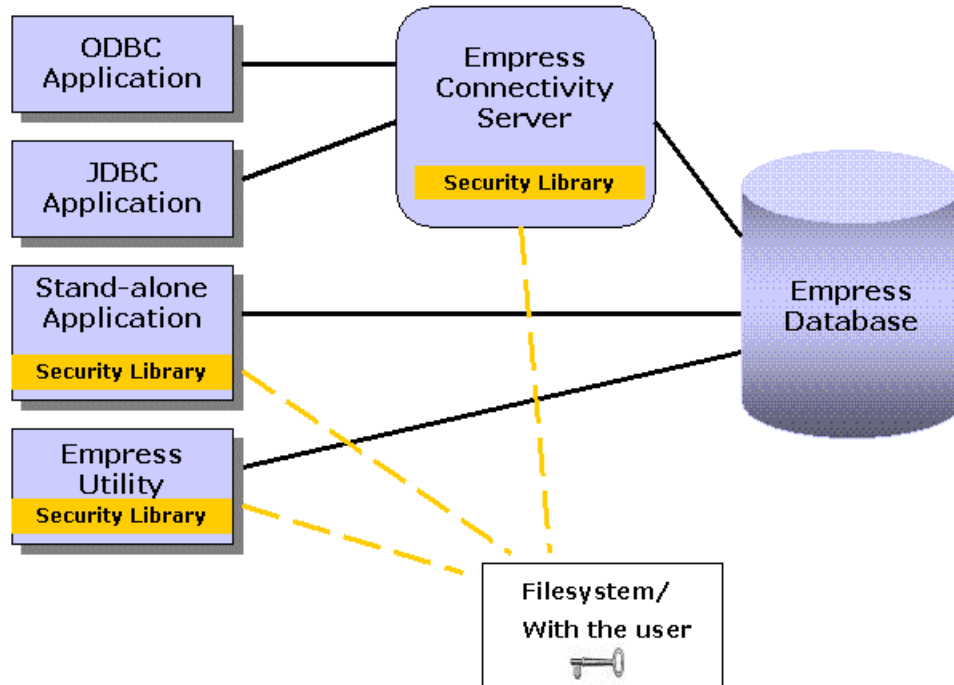 ODBC
Application
JDBC
Application
Stand-alone
Application
Security Library
Empress
Utility
Security Library
Empress
Connectivity
Server
Security Library
Empress
Database
Filesystem/
With the user